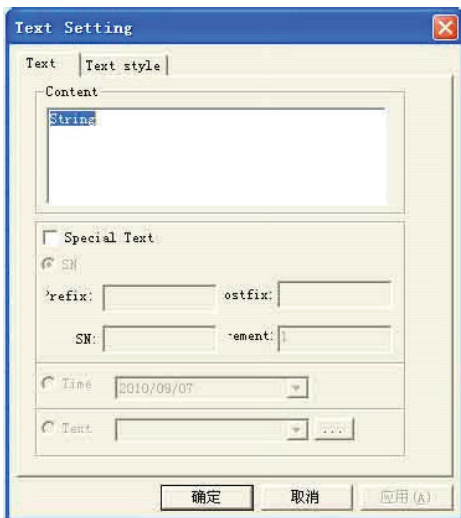 Text Setting
Text Text style
Content
String
Special Text
SN
refix: ostfix:
SN: ement: 1
Time 2010/09/07
Text ...
确定 取消 应用(A)